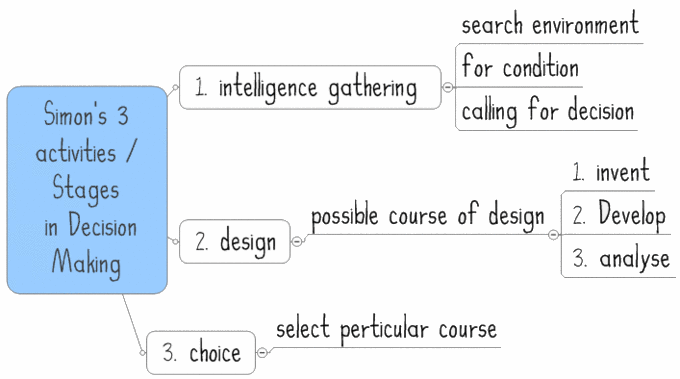 Simon's 3
activities /
Stages
in Decision
Making
1. intelligence gathering
search environment
for condition
calling for decision
2. design
possible course of design
1. invent
2. Develop
3. analyse
3. choice
select perticular course